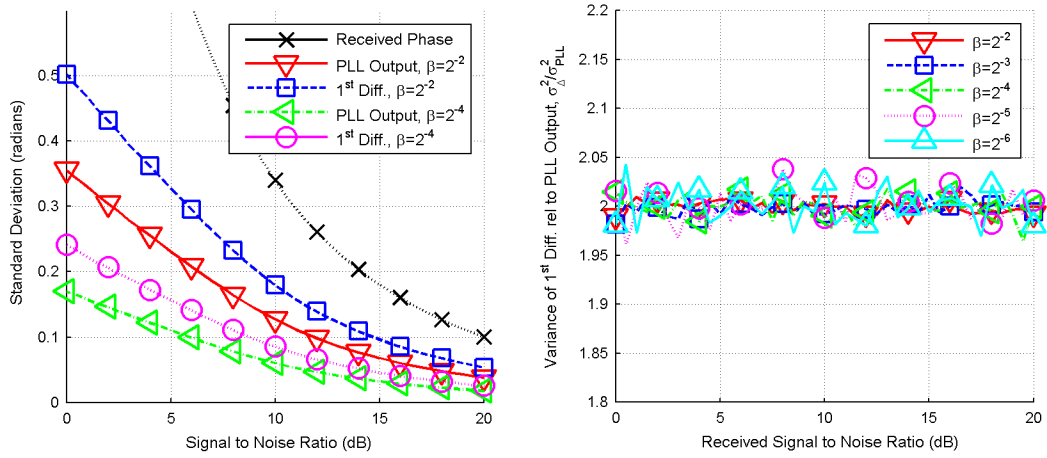 Standard Deviation (radians)
0.5
0.4
0.3
0.2
0.1
0
0 5 10 15 20
Signal to Noise Ratio (dB)
Received Phase
PLL Output, β=2⁻²
1ˢᵗ Diff., β=2⁻²
PLL Output, β=2⁻⁴
1ˢᵗ Diff., β=2⁻⁴
Variance of 1ˢᵗ Diff. rel to PLL Output, σ²_Δ/σ²_PLL
2.2
2.15
2.1
2.05
2
1.95
1.9
1.85
1.8
0 5 10 15 20
Received Signal to Noise Ratio (dB)
β=2⁻²
β=2⁻³
β=2⁻⁴
β=2⁻⁵
β=2⁻⁶